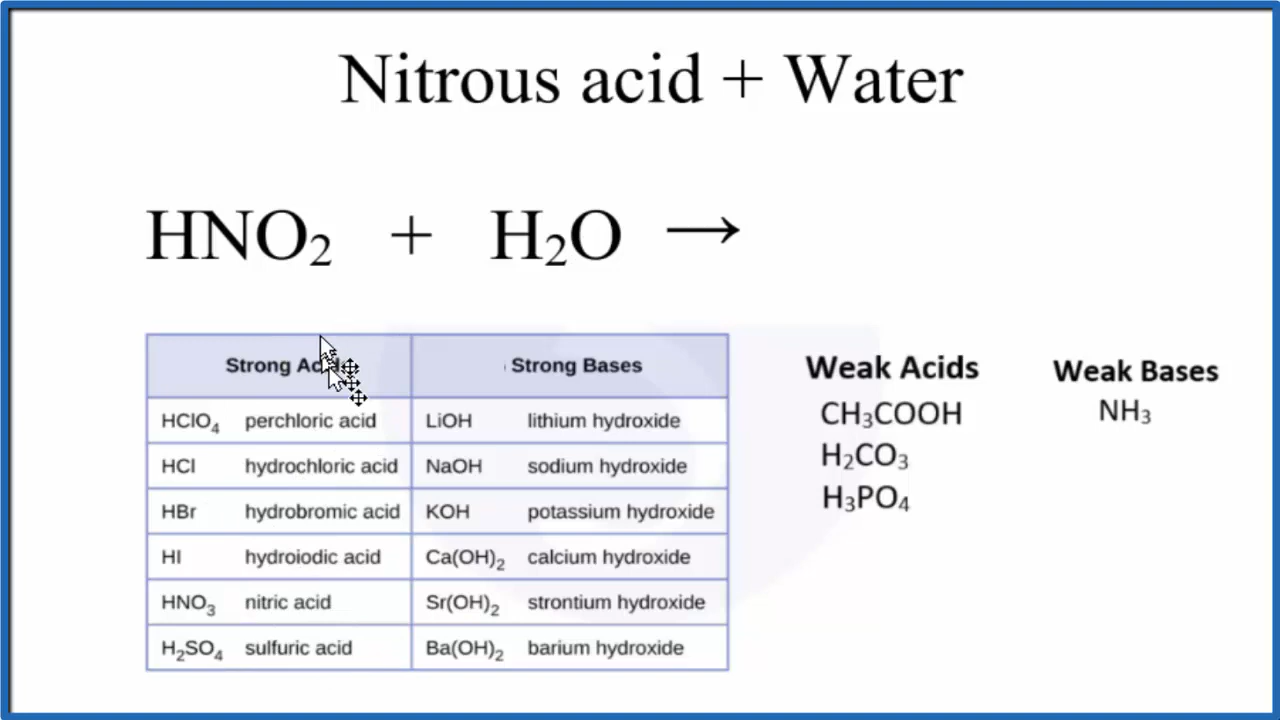 Nitrous acid + Water
HNO₂ + H₂O →
Strong Acids Strong Bases
HClO₄ perchloric acid LiOH lithium hydroxide
HCl hydrochloric acid NaOH sodium hydroxide
HBr hydrobromic acid KOH potassium hydroxide
HI hydroiodic acid Ca(OH)₂ calcium hydroxide
HNO₃ nitric acid Sr(OH)₂ strontium hydroxide
H₂SO₄ sulfuric acid Ba(OH)₂ barium hydroxide
Weak Acids
CH₃COOH
H₂CO₃
H₃PO₄
Weak Bases
NH₃